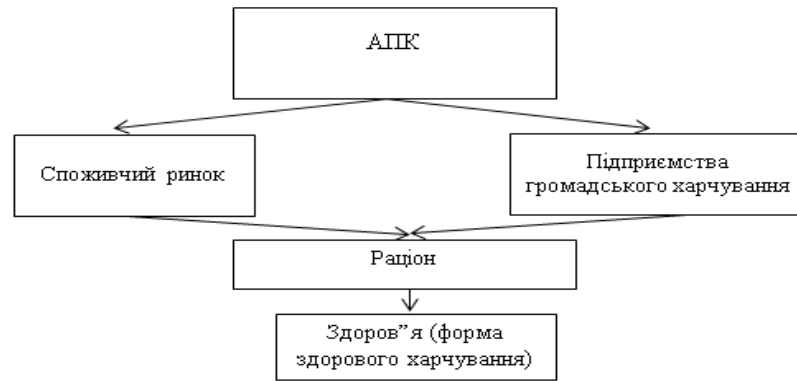 АПК
Споживчий ринок
Підприємства
громадського харчування
Раціон
Здоров”я (форма
здорового харчування)